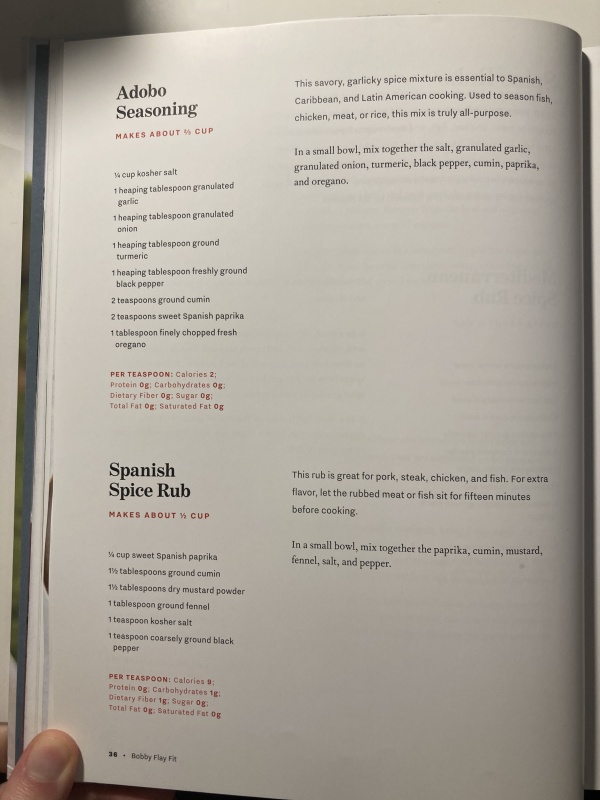 Adobo
Seasoning
MAKES ABOUT ⅔ CUP
¼ cup kosher salt
1 heaping tablespoon granulated
garlic
1 heaping tablespoon granulated
onion
1 heaping tablespoon ground
turmeric
1 heaping tablespoon freshly ground
black pepper
2 teaspoons ground cumin
2 teaspoons sweet Spanish paprika
1 tablespoon finely chopped fresh
oregano
PER TEASPOON: Calories 2;
Protein 0g; Carbohydrates 0g;
Dietary Fiber 0g; Sugar 0g;
Total Fat 0g; Saturated Fat 0g
This savory, garlicky spice mixture is essential to Spanish,
Caribbean, and Latin American cooking. Used to season fish,
chicken, meat, or rice, this mix is truly all-purpose.
In a small bowl, mix together the salt, granulated garlic,
granulated onion, turmeric, black pepper, cumin, paprika,
and oregano.
Spanish
Spice Rub
MAKES ABOUT ½ CUP
¼ cup sweet Spanish paprika
1½ tablespoons ground cumin
1½ tablespoons dry mustard powder
1 tablespoon ground fennel
1 teaspoon kosher salt
1 teaspoon coarsely ground black
pepper
PER TEASPOON: Calories 9;
Protein 0g; Carbohydrates 1g;
Dietary Fiber 1g; Sugar 0g;
Total Fat 0g; Saturated Fat 0g
This rub is great for pork, steak, chicken, and fish. For extra
flavor, let the rubbed meat or fish sit for fifteen minutes
before cooking.
In a small bowl, mix together the paprika, cumin, mustard,
fennel, salt, and pepper.
36 • Bobby Flay Fit